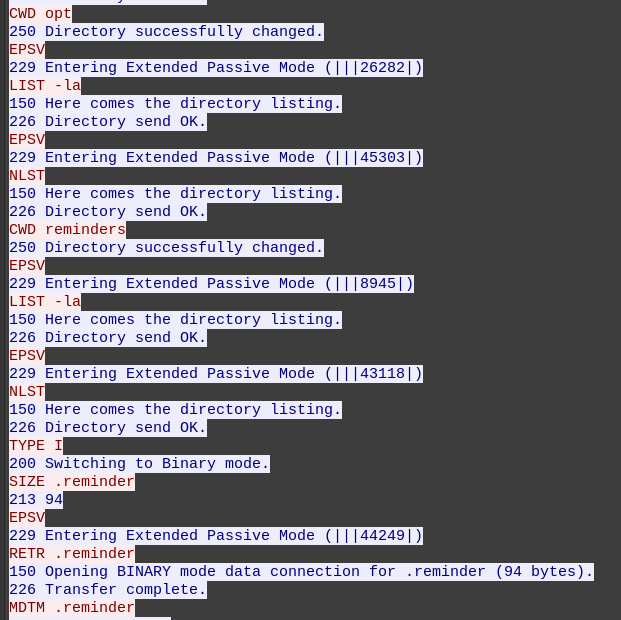 CWD opt
250 Directory successfully changed.
EPSV
229 Entering Extended Passive Mode (|||26282|)
LIST -la
150 Here comes the directory listing.
226 Directory send OK.
EPSV
229 Entering Extended Passive Mode (|||45303|)
NLST
150 Here comes the directory listing.
226 Directory send OK.
CWD reminders
250 Directory successfully changed.
EPSV
229 Entering Extended Passive Mode (|||8945|)
LIST -la
150 Here comes the directory listing.
226 Directory send OK.
EPSV
229 Entering Extended Passive Mode (|||43118|)
NLST
150 Here comes the directory listing.
226 Directory send OK.
TYPE I
200 Switching to Binary mode.
SIZE .reminder
213 94
EPSV
229 Entering Extended Passive Mode (|||44249|)
RETR .reminder
150 Opening BINARY mode data connection for .reminder (94 bytes).
226 Transfer complete.
MDTM .reminder